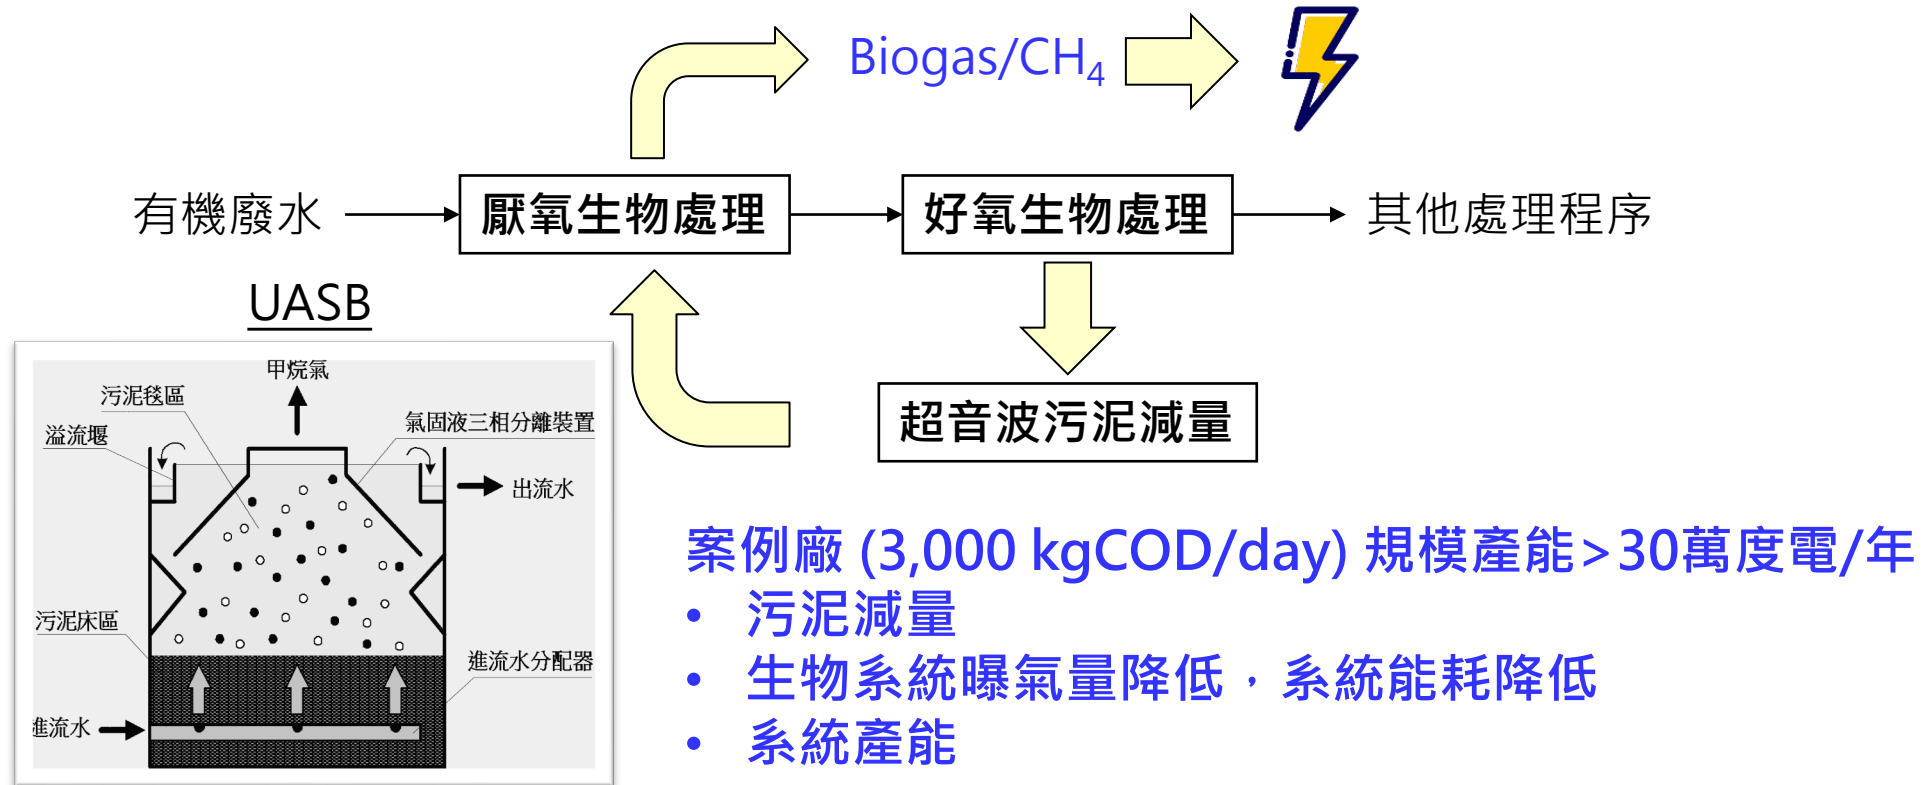 Biogas/CH₄
有機廢水
厭氧生物處理
好氧生物處理
其他處理程序
UASB
超音波污泥減量
甲烷氣
污泥毯區
氣固液三相分離裝置
溢流堰
出流水
污泥床區
進流水分配器
進流水
案例廠 (3,000 kgCOD/day) 規模產能>30萬度電/年
• 污泥減量
• 生物系統曝氣量降低，系統能耗降低
• 系統產能